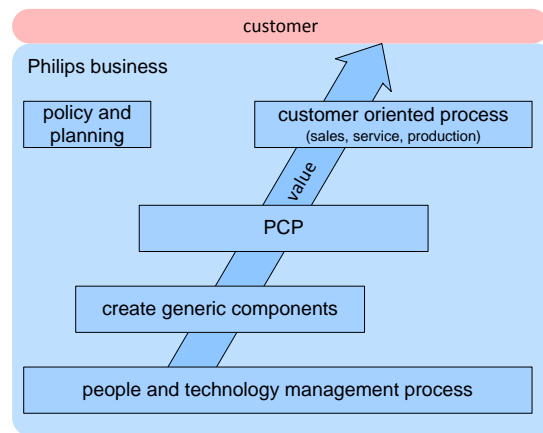 customer
Philips business
policy and
planning
customer oriented process
(sales, service, production)
value
PCP
create generic components
people and technology management process